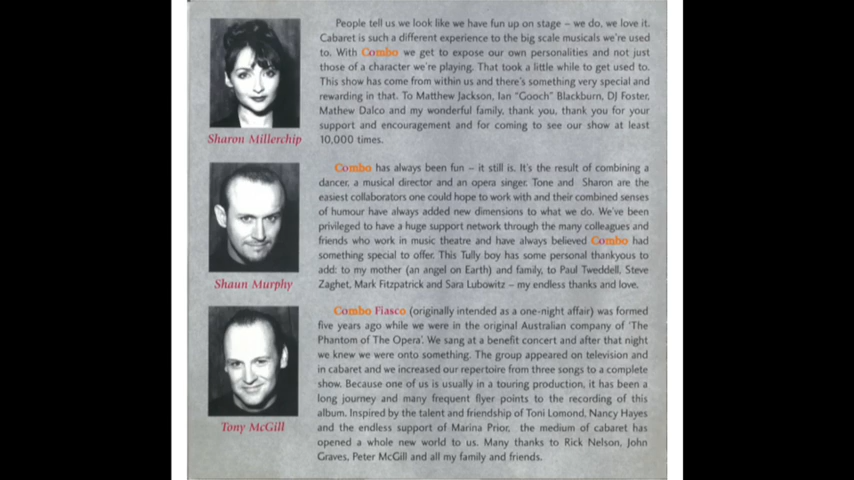 People tell us we look like we have fun up on stage – we do, we love it.
Cabaret is such a different experience to the big scale musicals we're used
to. With Combo we get to expose our own personalities and not just
those of a character we're playing. That took a little while to get used to.
This show has come from within us and there's something very special and
rewarding in that. To Matthew Jackson, Ian "Gooch" Blackburn, DJ Foster,
Mathew Dalco and my wonderful family, thank you, thank you for your
support and encouragement and for coming to see our show at least
10,000 times.
Sharon Millerchip
Combo has always been fun – it still is. It's the result of combining a
dancer, a musical director and an opera singer. Tone and Sharon are the
easiest collaborators one could hope to work with and their combined senses
of humour have always added new dimensions to what we do. We've been
privileged to have a huge support network through the many colleagues and
friends who work in music theatre and have always believed Combo had
something special to offer. This Tully boy has some personal thankyous to
add: to my mother (an angel on Earth) and family, to Paul Tweddell, Steve
Zaghet, Mark Fitzpatrick and Sara Lubowitz – my endless thanks and love.
Shaun Murphy
Combo Fiasco (originally intended as a one-night affair) was formed
five years ago while we were in the original Australian company of 'The
Phantom of The Opera'. We sang at a benefit concert and after that night
we knew we were onto something. The group appeared on television and
in cabaret and we increased our repertoire from three songs to a complete
show. Because one of us is usually in a touring production, it has been a
long journey and many frequent flyer points to the recording of this
album. Inspired by the talent and friendship of Toni Lomond, Nancy Hayes
and the endless support of Marina Prior, the medium of cabaret has
opened a whole new world to us. Many thanks to Rick Nelson, John
Graves, Peter McGill and all my family and friends.
Tony McGill